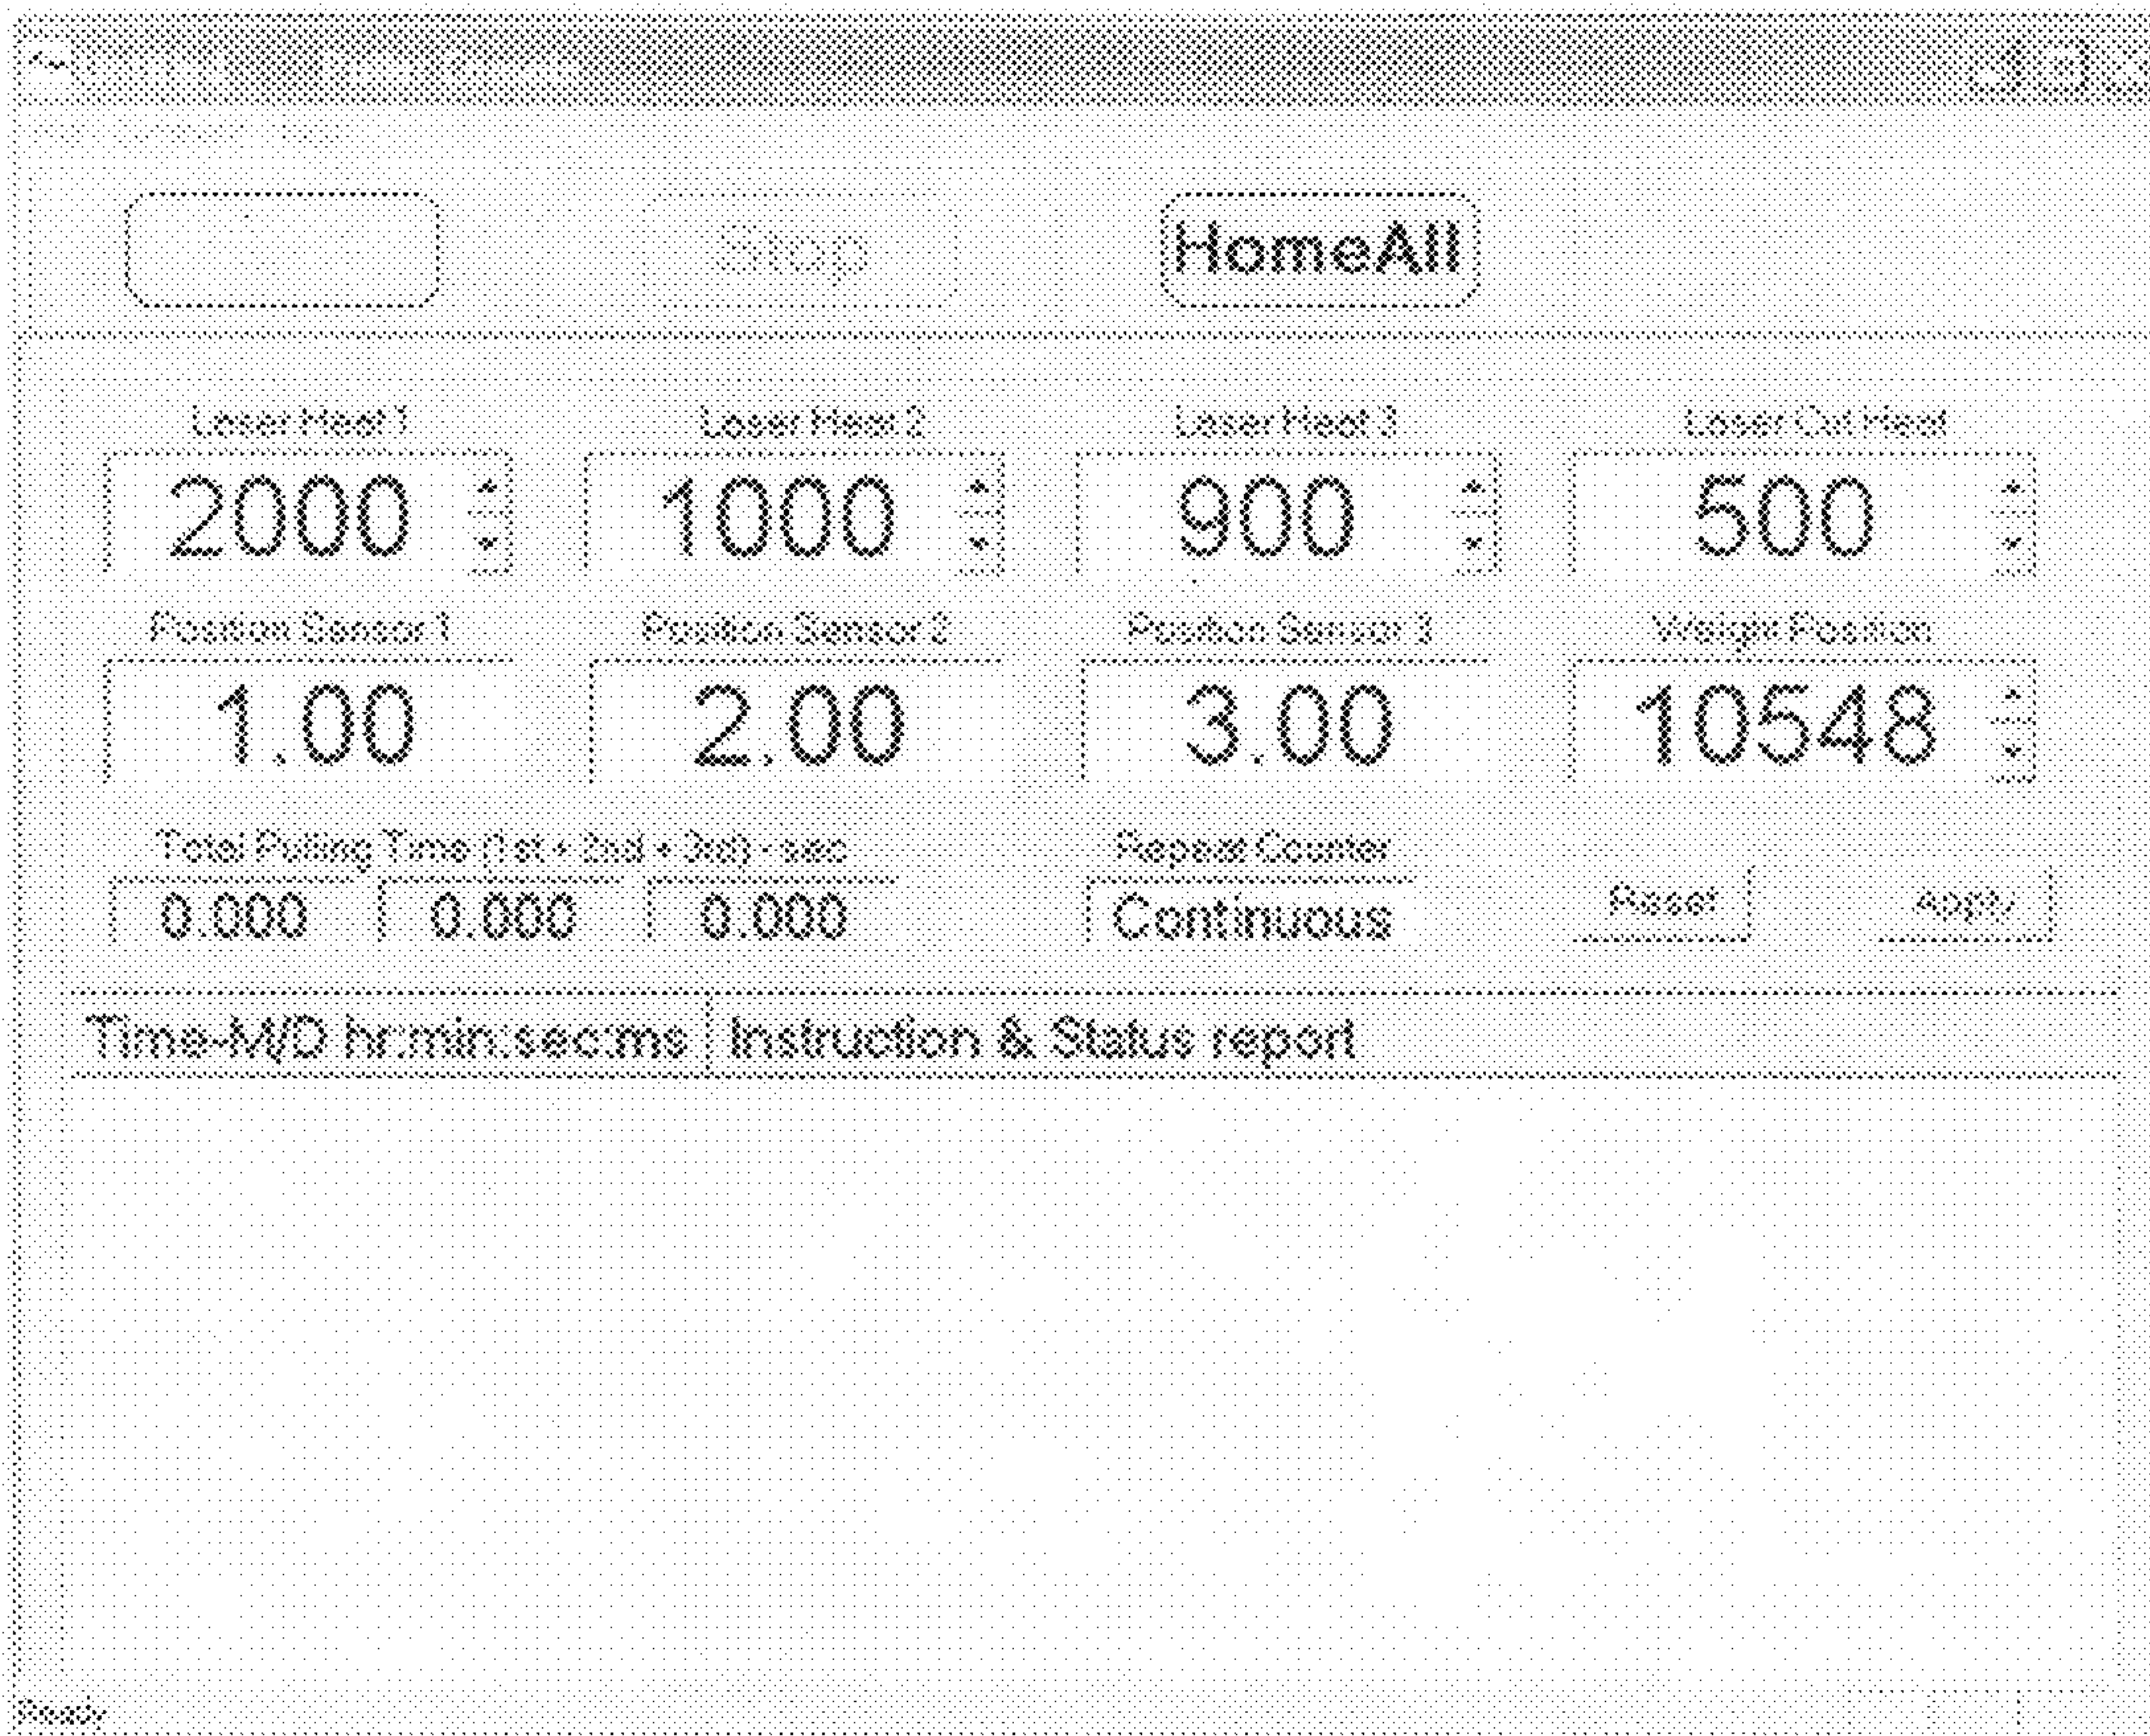 Stop HomeAll
Laser Heat 1 Laser Heat 2 Laser Heat 3 Laser Cut Heat
2000 1000 900 500
Position Sensor 1 Position Sensor 2 Position Sensor 3 Weight Position
1.00 2.00 3.00 10548
Total Pulling Time (1st + 2nd + 3rd) - sec Repeat Counter
0.000 0.000 0.000 Continuous Reset Apply
Time-M/D hr:min:sec:ms Instruction & Status report
Ready